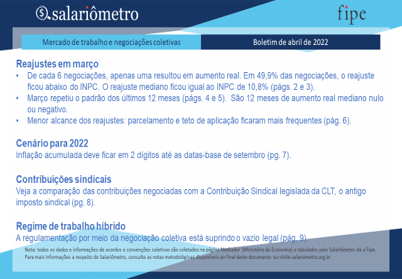 salariômetro
fipe
Mercado de trabalho e negociações coletivas
Boletim de abril de 2022
Reajustes em março
• De cada 6 negociações, apenas uma resultou em aumento real. Em 49,9% das negociações, o reajuste
ficou abaixo do INPC. O reajuste mediano ficou igual ao INPC de 10,8% (págs. 2 e 3).
• Março repetiu o padrão dos últimos 12 meses (págs. 4 e 5). São 12 meses de aumento real mediano nulo
ou negativo.
• Menor alcance dos reajustes: parcelamento e teto de aplicação ficaram mais frequentes (pág. 6).
Cenário para 2022
Inflação acumulada deve ficar em 2 dígitos até as datas-base de setembro (pg. 7).
Contribuições sindicais
Veja a comparação das contribuições negociadas com a Contribuição Sindical legislada da CLT, o antigo
imposto sindical (pg. 8).
Regime de trabalho híbrido
A regulamentação por meio da negociação coletiva está suprindo o vazio legal (pág. 9)
Nota: todos os dados e informações de acordos e convenções coletivas são coletados na página Mediador (Ministério da Economia) e tabulados pelo Salariômetro da Fipe.
Para mais informações a respeito do Salariômetro, consulte as notas metodológicas disponíveis ao final deste documento ou visite salariometro.org.br